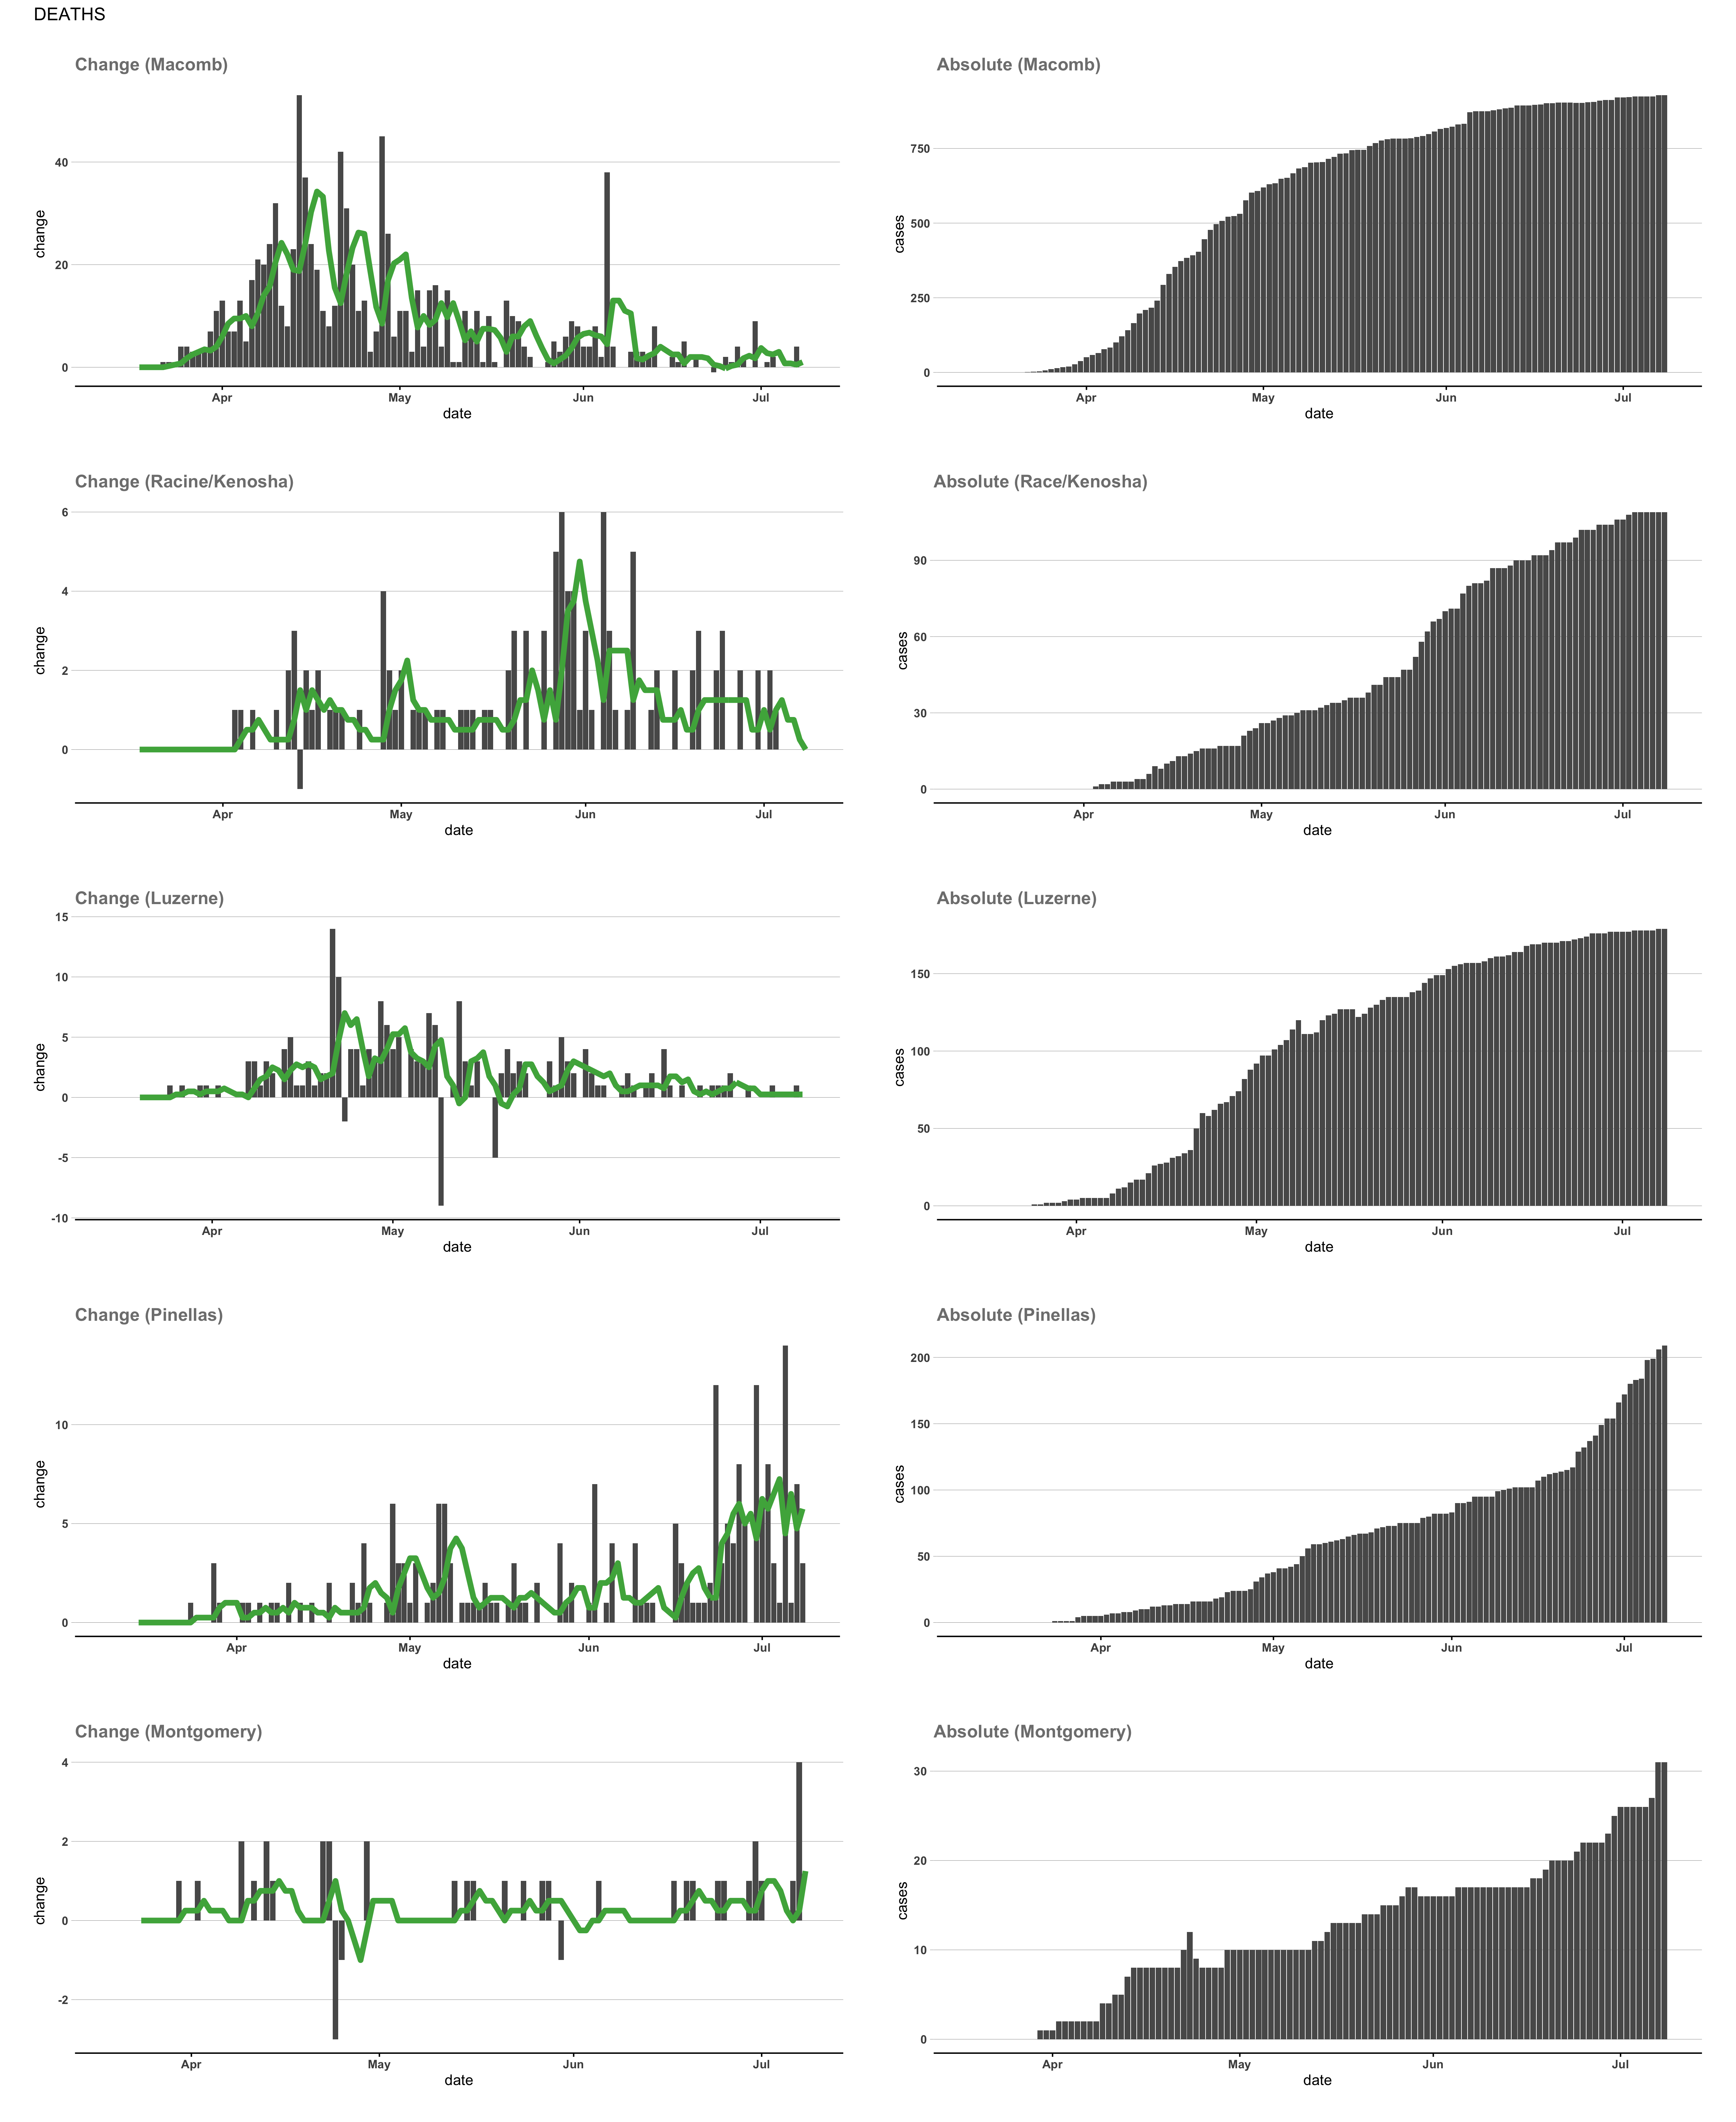 DEATHS
Change (Macomb)
Absolute (Macomb)
40
20
0
change
Apr May Jun Jul
date
750
500
250
0
cases
Apr May Jun Jul
date
Change (Racine/Kenosha)
Absolute (Race/Kenosha)
6
4
2
0
change
Apr May Jun Jul
date
90
60
30
0
cases
Apr May Jun Jul
date
Change (Luzerne)
Absolute (Luzerne)
15
10
5
0
-5
-10
change
Apr May Jun Jul
date
150
100
50
0
cases
Apr May Jun Jul
date
Change (Pinellas)
Absolute (Pinellas)
10
5
0
change
Apr May Jun Jul
date
200
150
100
50
0
cases
Apr May Jun Jul
date
Change (Montgomery)
Absolute (Montgomery)
4
2
0
-2
change
Apr May Jun Jul
date
30
20
10
0
cases
Apr May Jun Jul
date